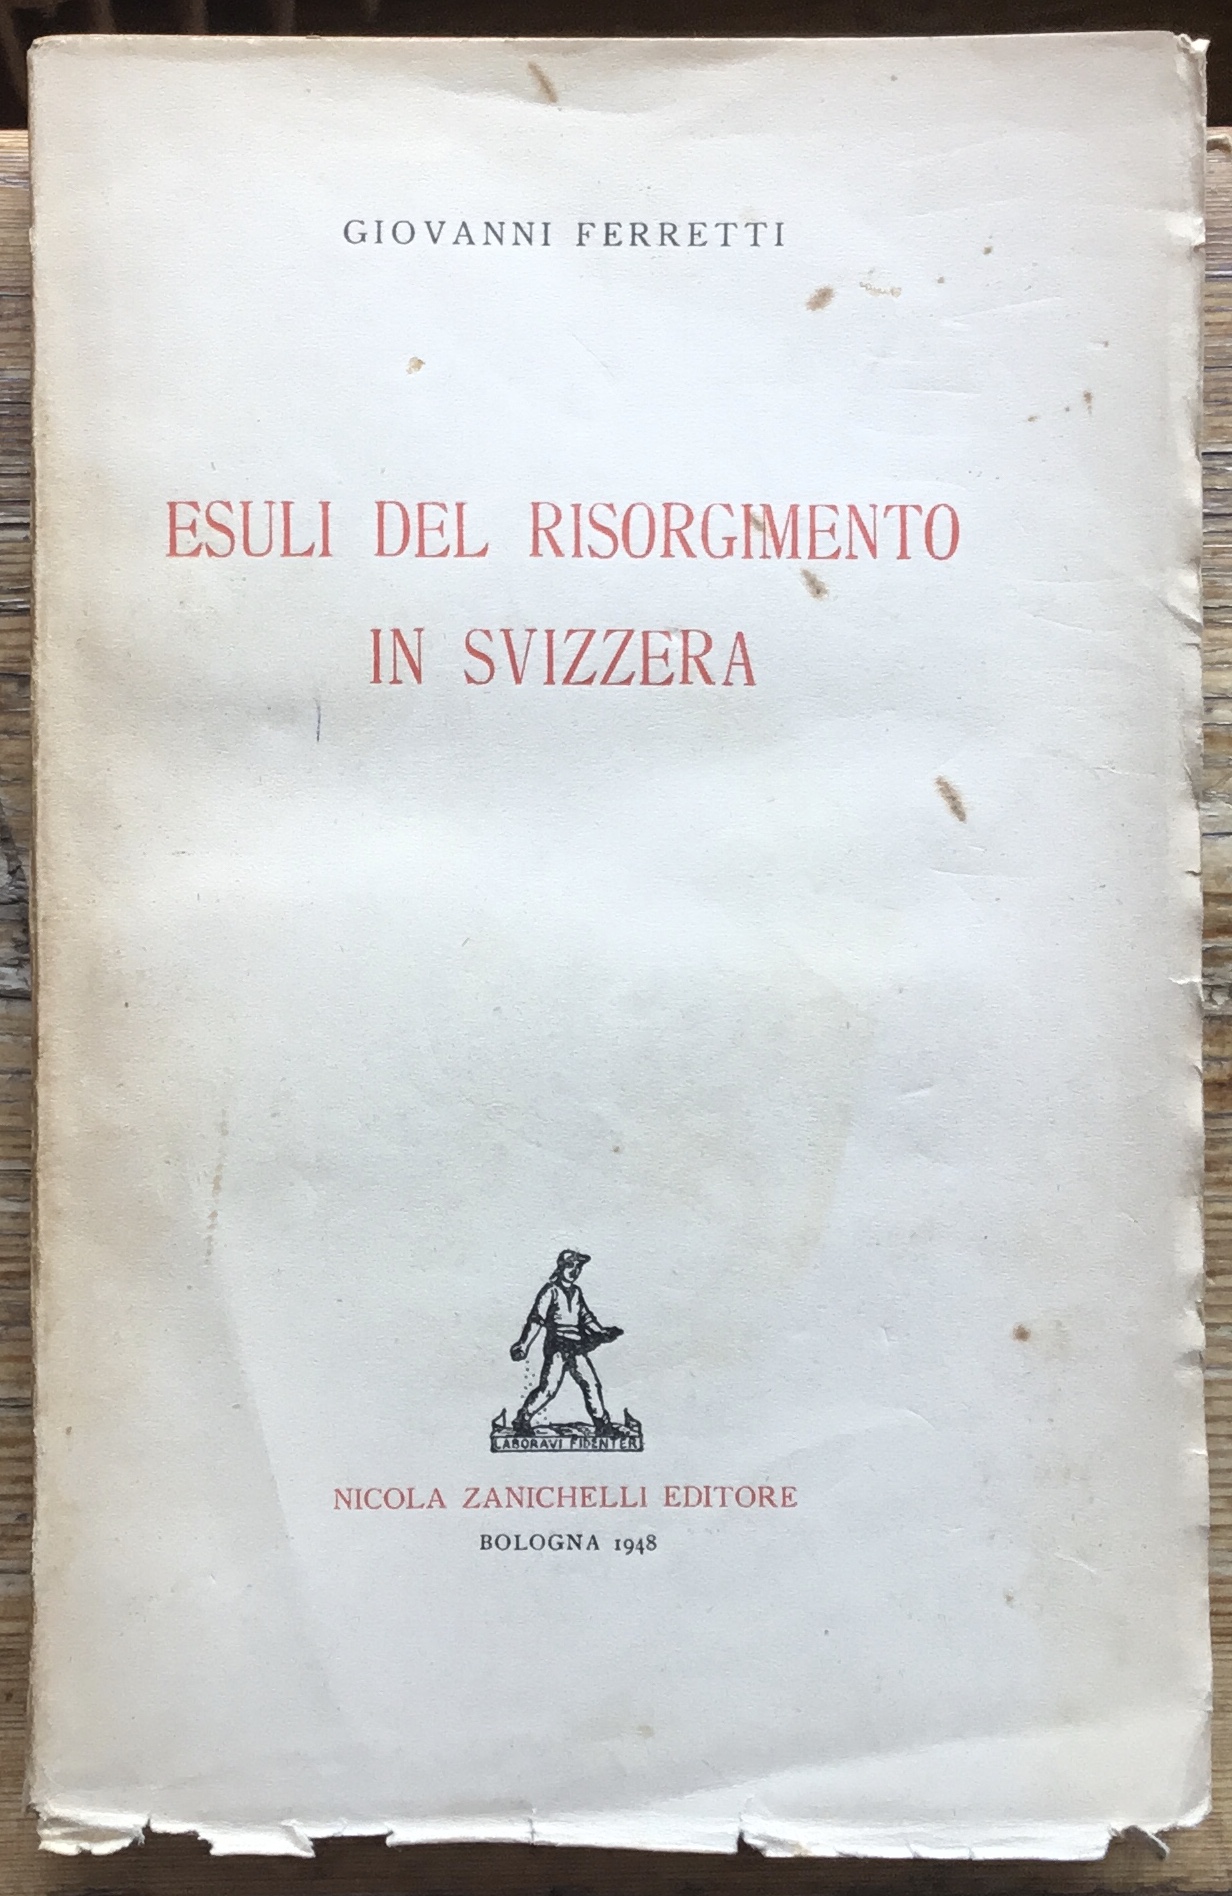 GIOVANNI FERRETTI
ESULI DEL RISORGIMENTO
IN SVIZZERA
LABORAVI FIDENTER
NICOLA ZANICHELLI EDITORE
BOLOGNA 1948